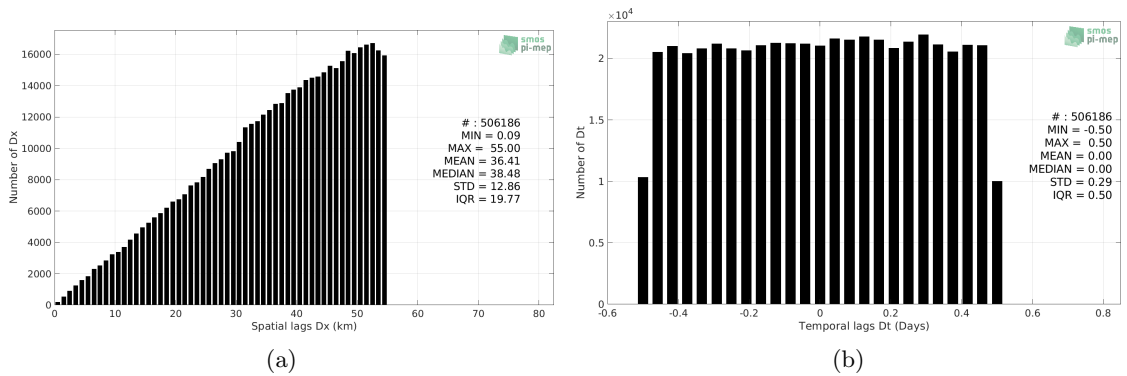 smos
pi-mep
Number of Dx
16000
14000
12000
10000
8000
6000
4000
2000
0
# : 506186
MIN = 0.09
MAX = 55.00
MEAN = 36.41
MEDIAN = 38.48
STD = 12.86
IQR = 19.77
0 10 20 30 40 50 60 70 80
Spatial lags Dx (km)
(a)
×10⁴
smos
pi-mep
Number of Dt
2
1.5
1
0.5
0
# : 506186
MIN = -0.50
MAX = 0.50
MEAN = 0.00
MEDIAN = 0.00
STD = 0.29
IQR = 0.50
-0.6 -0.4 -0.2 0 0.2 0.4 0.6 0.8
Temporal lags Dt (Days)
(b)